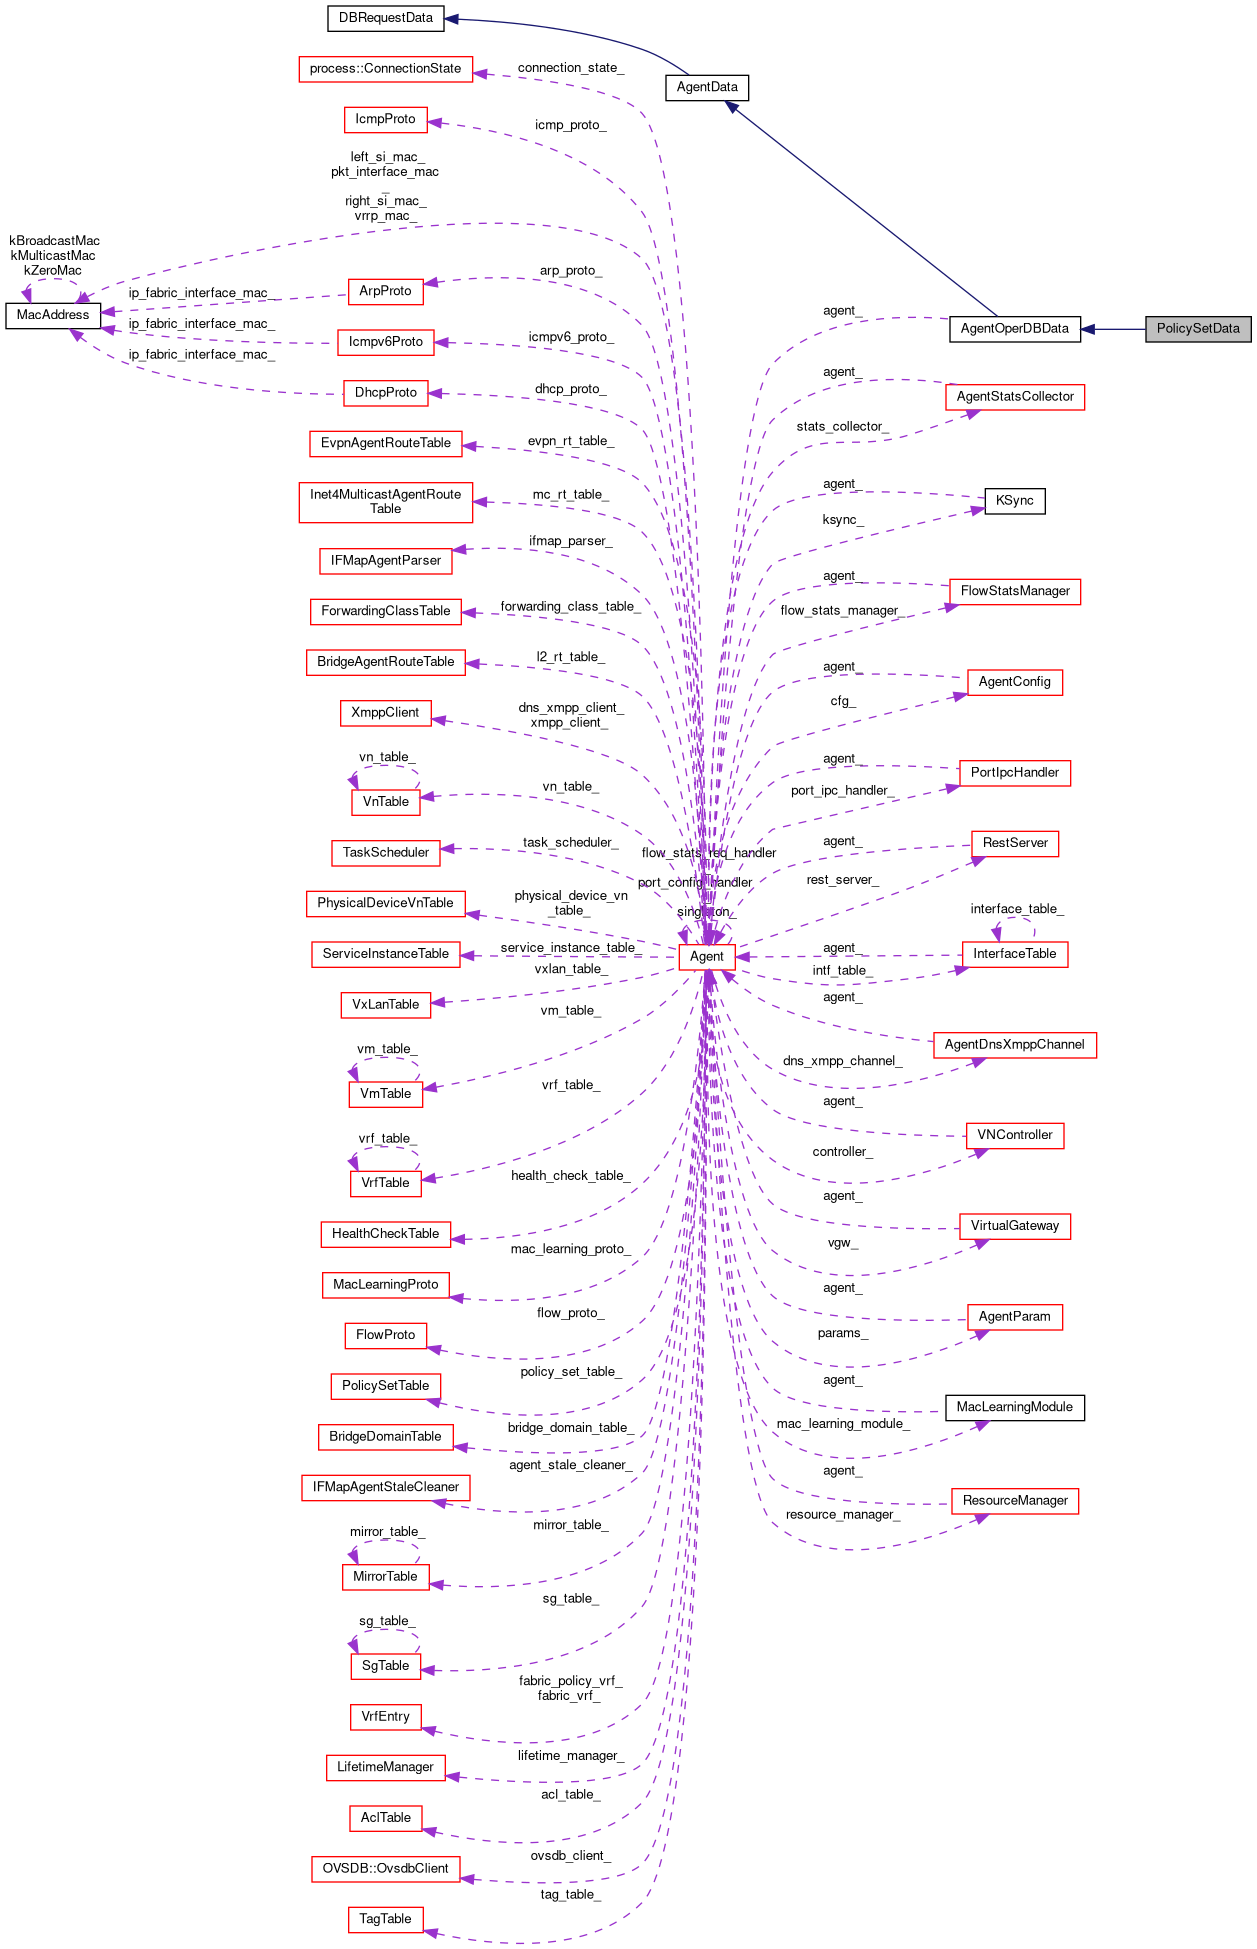 DBRequestData
process::ConnectionState
connection_state_
AgentData
IcmpProto
icmp_proto_
left_si_mac_
pkt_interface_mac
_
right_si_mac_
vrrp_mac_
kBroadcastMac
kMulticastMac
kZeroMac
MacAddress
ip_fabric_interface_mac_
ArpProto
arp_proto_
ip_fabric_interface_mac_
Icmpv6Proto
icmpv6_proto_
agent_
AgentOperDBData
PolicySetData
ip_fabric_interface_mac_
DhcpProto
dhcp_proto_
agent_
AgentStatsCollector
stats_collector_
EvpnAgentRouteTable
evpn_rt_table_
Inet4MulticastAgentRoute
Table
mc_rt_table_
agent_
KSync
ksync_
IFMapAgentParser
ifmap_parser_
agent_
FlowStatsManager
flow_stats_manager_
ForwardingClassTable
forwarding_class_table_
BridgeAgentRouteTable
l2_rt_table_
agent_
AgentConfig
cfg_
XmppClient
dns_xmpp_client_
xmpp_client_
vn_table_
VnTable
vn_table_
agent_
PortIpcHandler
port_ipc_handler_
TaskScheduler
task_scheduler_
flow_stats_req_handler
_
port_config_handler
_
singleton_
agent_
RestServer
rest_server_
PhysicalDeviceVnTable
physical_device_vn
_table_
interface_table_
ServiceInstanceTable
service_instance_table_
Agent
agent_
InterfaceTable
intf_table_
VxLanTable
vxlan_table_
agent_
AgentDnsXmppChannel
dns_xmpp_channel_
vm_table_
vm_table_
VmTable
agent_
VNController
controller_
vrf_table_
vrf_table_
VrfTable
agent_
VirtualGateway
vgw_
health_check_table_
HealthCheckTable
mac_learning_proto_
MacLearningProto
agent_
AgentParam
params_
flow_proto_
FlowProto
policy_set_table_
PolicySetTable
agent_
MacLearningModule
mac_learning_module_
bridge_domain_table_
BridgeDomainTable
agent_stale_cleaner_
IFMapAgentStaleCleaner
agent_
ResourceManager
resource_manager_
mirror_table_
mirror_table_
MirrorTable
sg_table_
sg_table_
SgTable
fabric_policy_vrf_
fabric_vrf_
VrfEntry
lifetime_manager_
LifetimeManager
acl_table_
AclTable
ovsdb_client_
OVSDB::OvsdbClient
tag_table_
TagTable